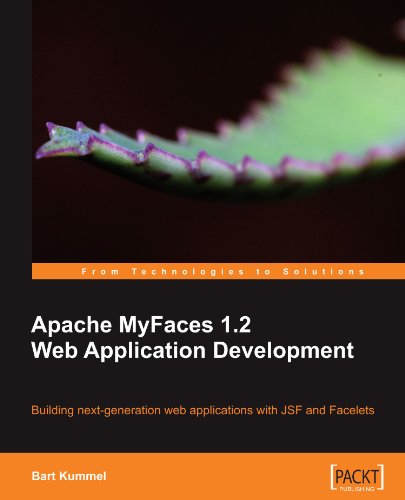 From Technologies to Solutions
Apache MyFaces 1.2
Web Application Development
Building next-generation web applications with JSF and Facelets
Bart Kummel
[PACKT]
PUBLISHING